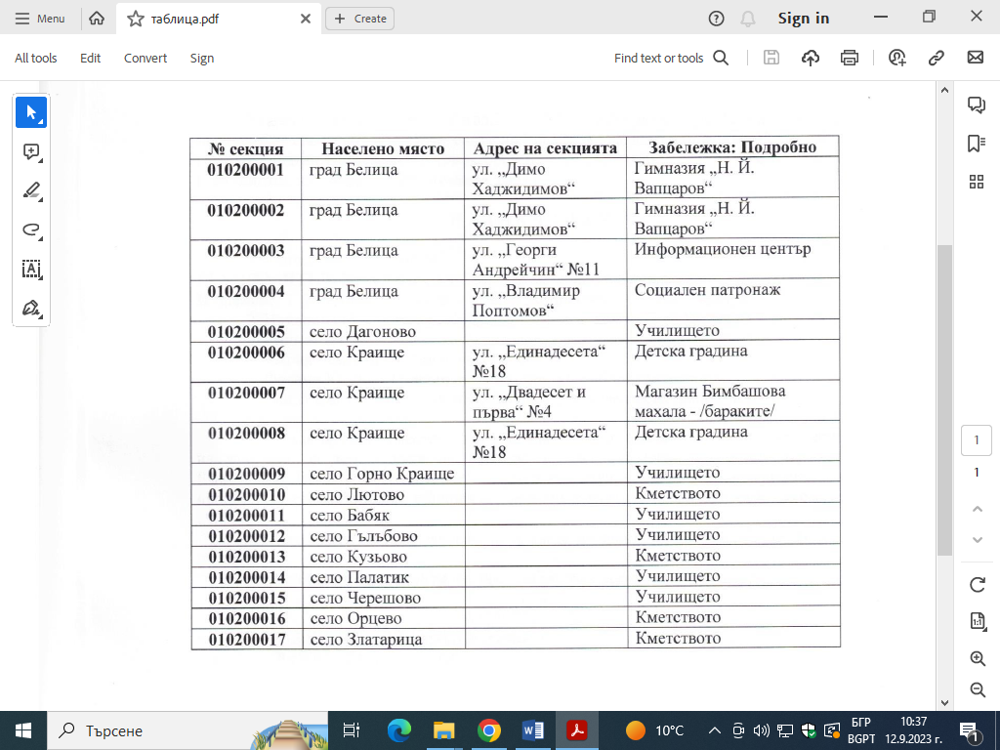 Menu
таблица.pdf
Create
Sign in
All tools Edit Convert Sign
Find text or tools
№ секция Населено място Адрес на секцията Забележка: Подробно
010200001 град Белица ул. „Димо Хаджидимов“ Гимназия „Н. Й. Вапцаров“
010200002 град Белица ул. „Димо Хаджидимов“ Гимназия „Н. Й. Вапцаров“
010200003 град Белица ул. „Георги Андрейчин“ №11 Информационен център
010200004 град Белица ул. „Владимир Поптомов“ Социален патронаж
010200005 село Дагоново Училището
010200006 село Краище ул. „Единадесета“ №18 Детска градина
010200007 село Краище ул. „Двадесет и първа“ №4 Магазин Бимбашова махала - /бараките/
010200008 село Краище ул. „Единадесета“ №18 Детска градина
010200009 село Горно Краище Училището
010200010 село Лютово Кметството
010200011 село Бабяк Училището
010200012 село Гълъбово Училището
010200013 село Кузьово Кметството
010200014 село Палатик Училището
010200015 село Черешово Училището
010200016 село Орцево Кметството
010200017 село Златарица Кметството
1
1
1:1
Търсене
10°C
БГР
BGPT
10:37
12.9.2023 г.
1